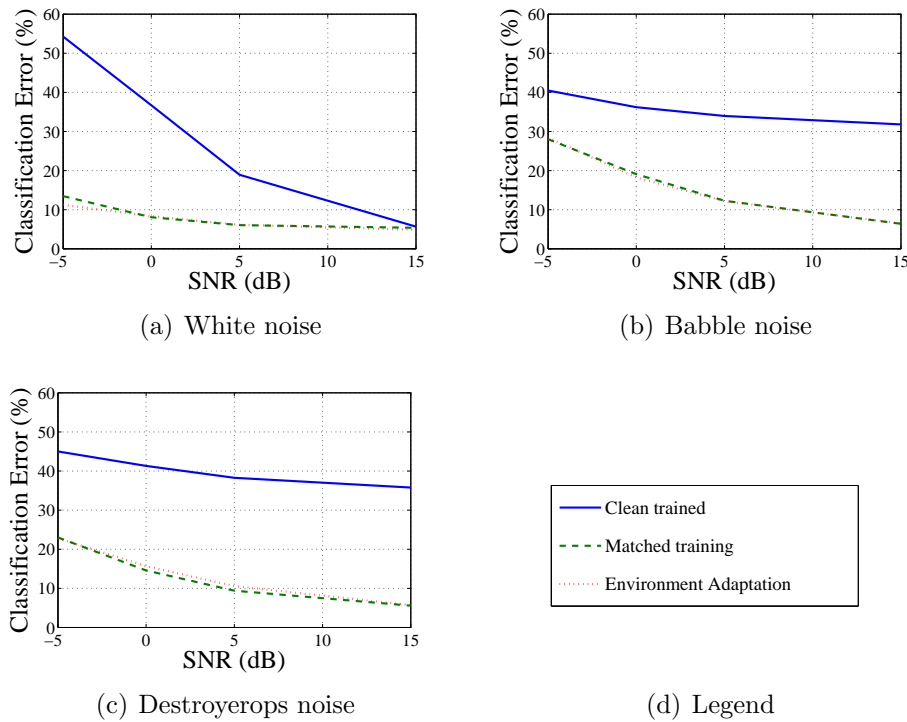 60
50
40
30
20
10
0
Classification Error (%)
−5 0 5 10 15
SNR (dB)
(a) White noise
60
50
40
30
20
10
0
Classification Error (%)
−5 0 5 10 15
SNR (dB)
(b) Babble noise
60
50
40
30
20
10
0
Classification Error (%)
−5 0 5 10 15
SNR (dB)
(c) Destroyerops noise
Clean trained
Matched training
Environment Adaptation
(d) Legend